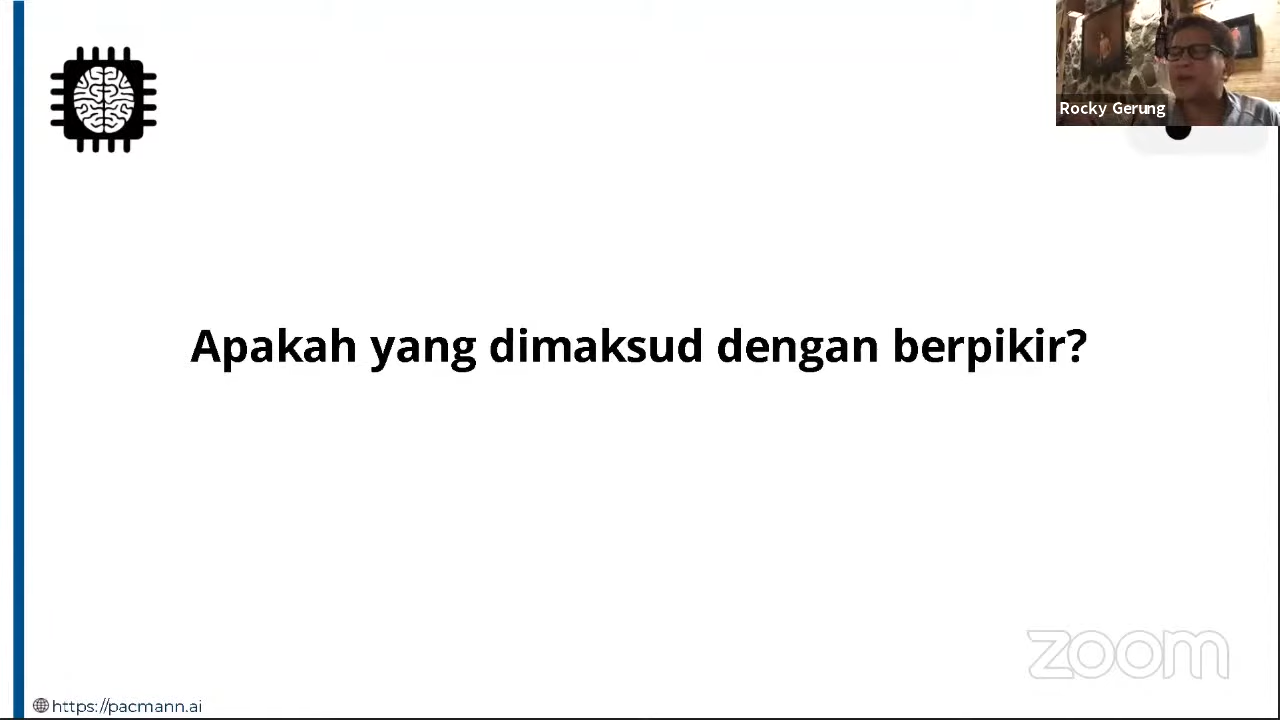 Rocky Gerung
Apakah yang dimaksud dengan berpikir?
zoom
https://pacmann.ai